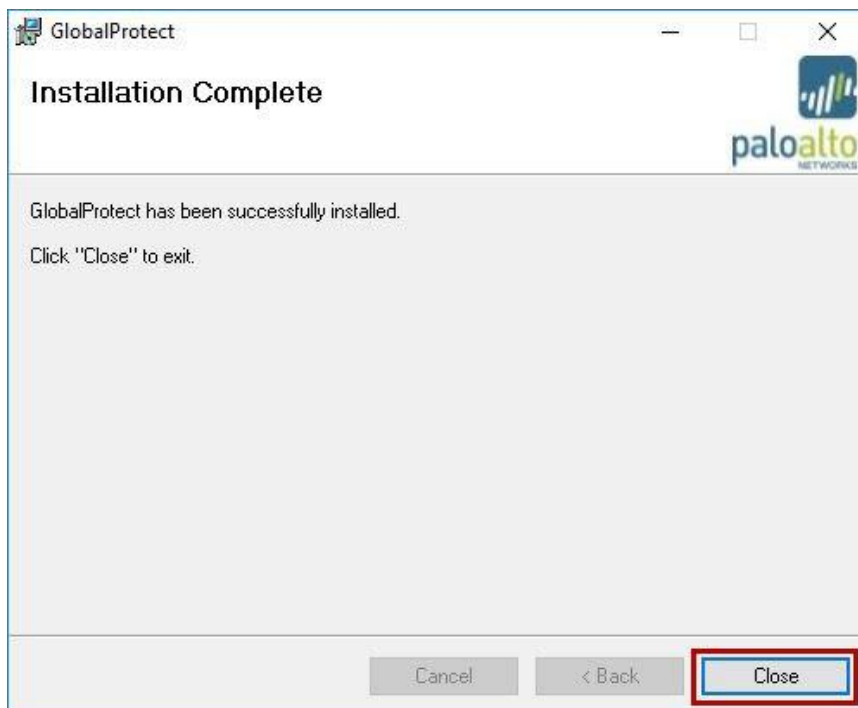 GlobalProtect
Installation Complete
paloalto
NETWORKS
GlobalProtect has been successfully installed.
Click "Close" to exit.
Cancel
< Back
Close